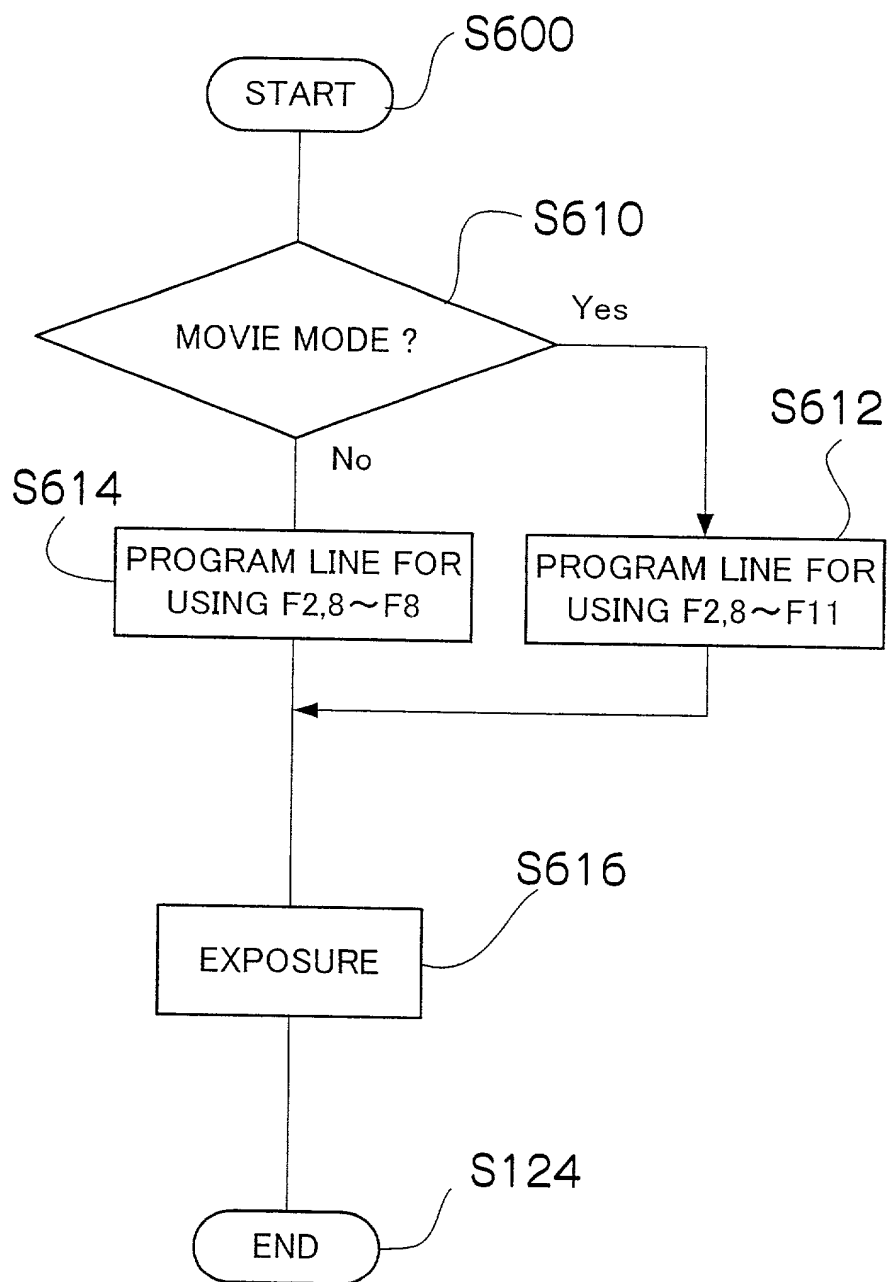 S600
START
S610
MOVIE MODE ?
Yes
S612
No
S614
PROGRAM LINE FOR
USING F2,8～F8
PROGRAM LINE FOR
USING F2,8～F11
S616
EXPOSURE
S124
END